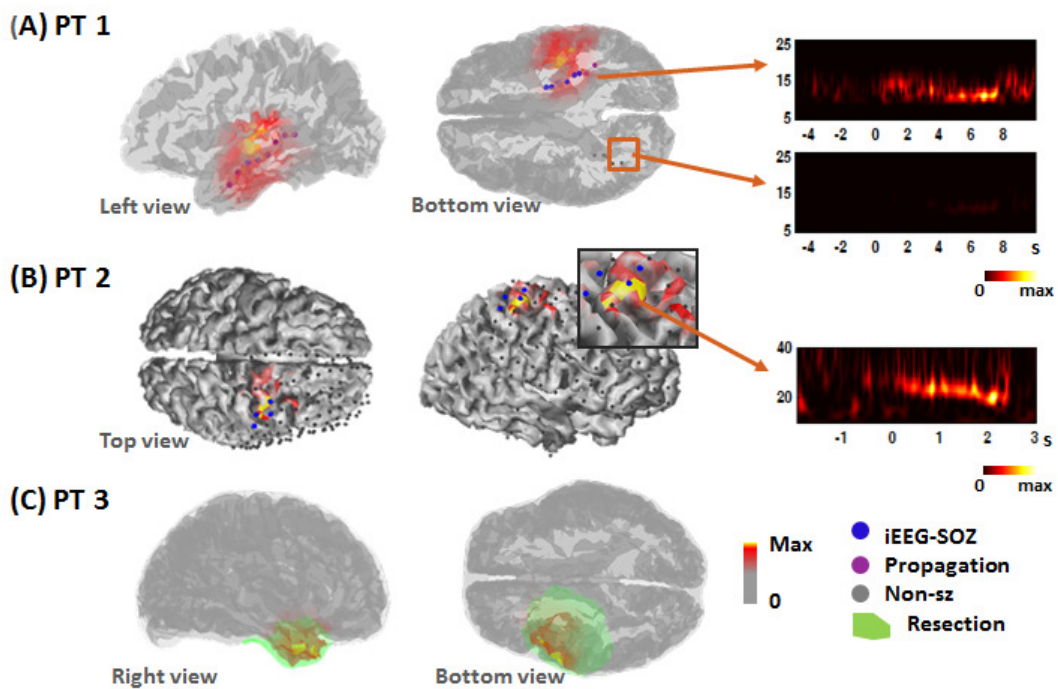 (A) PT 1
Left view
Bottom view
25
15
5
-4 -2 0 2 4 6 8
25
15
5
-4 -2 0 2 4 6 8 s
0 max
(B) PT 2
Top view
40
20
-1 0 1 2 3 s
0 max
(C) PT 3
Right view
Bottom view
Max
0
iEEG-SOZ
Propagation
Non-sz
Resection